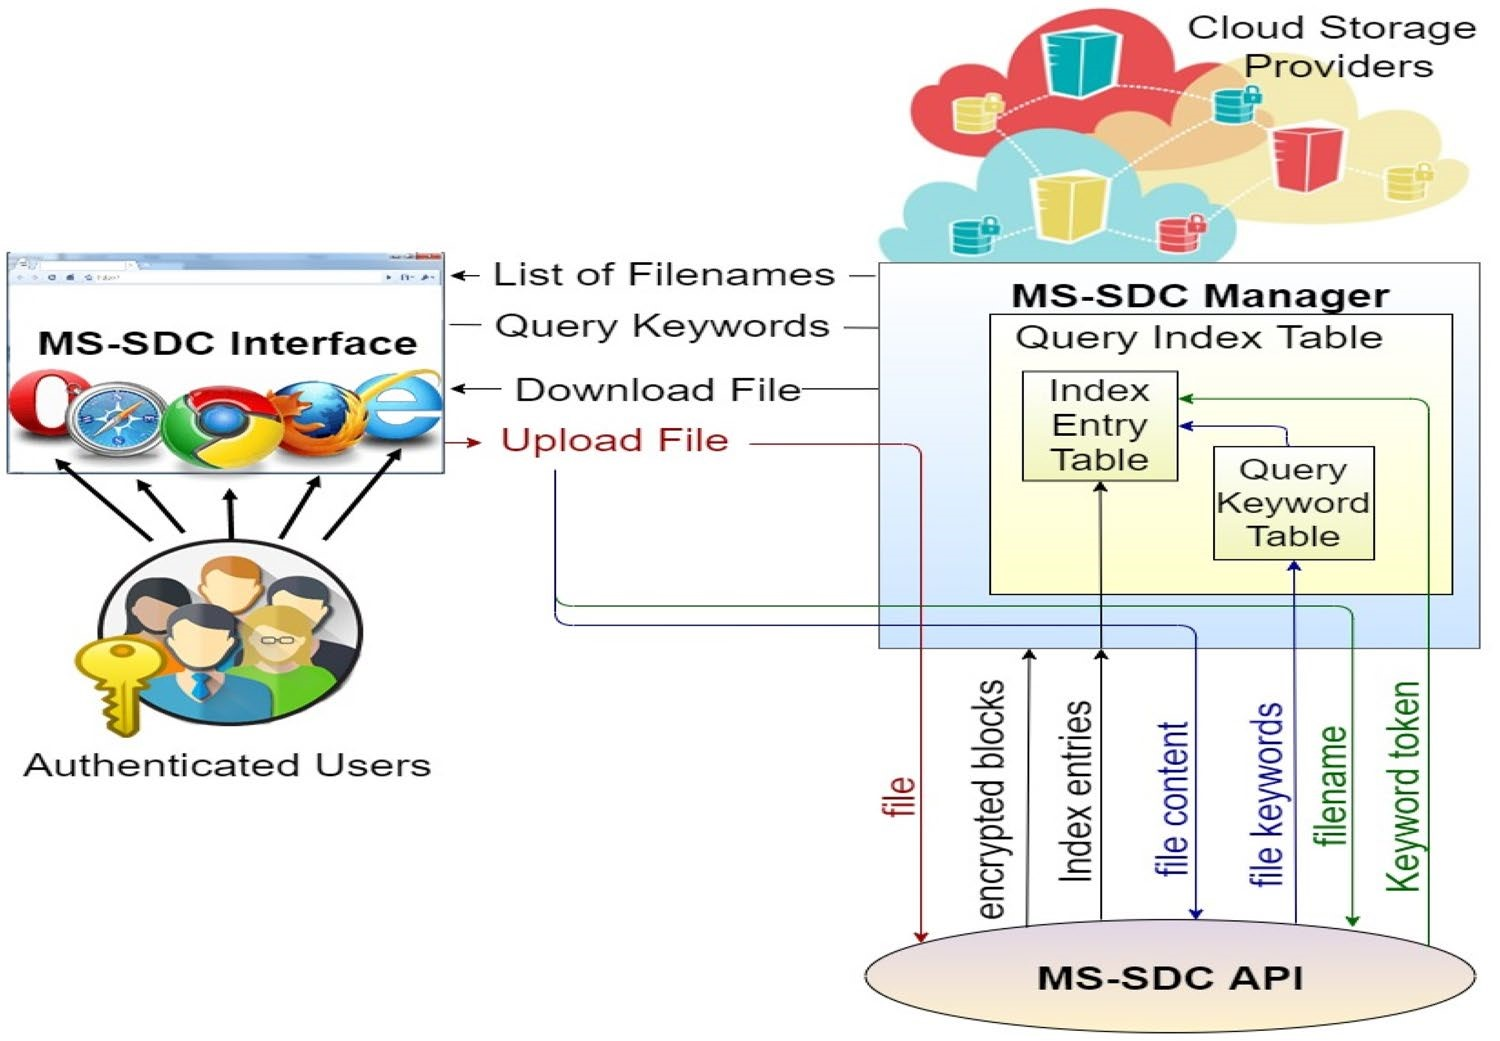 Cloud Storage
Providers
List of Filenames
Query Keywords
Download File
Upload File
MS-SDC Interface
Authenticated Users
MS-SDC Manager
Query Index Table
Index
Entry
Table
Query
Keyword
Table
file
encrypted blocks
Index entries
file content
file keywords
filename
Keyword token
MS-SDC API